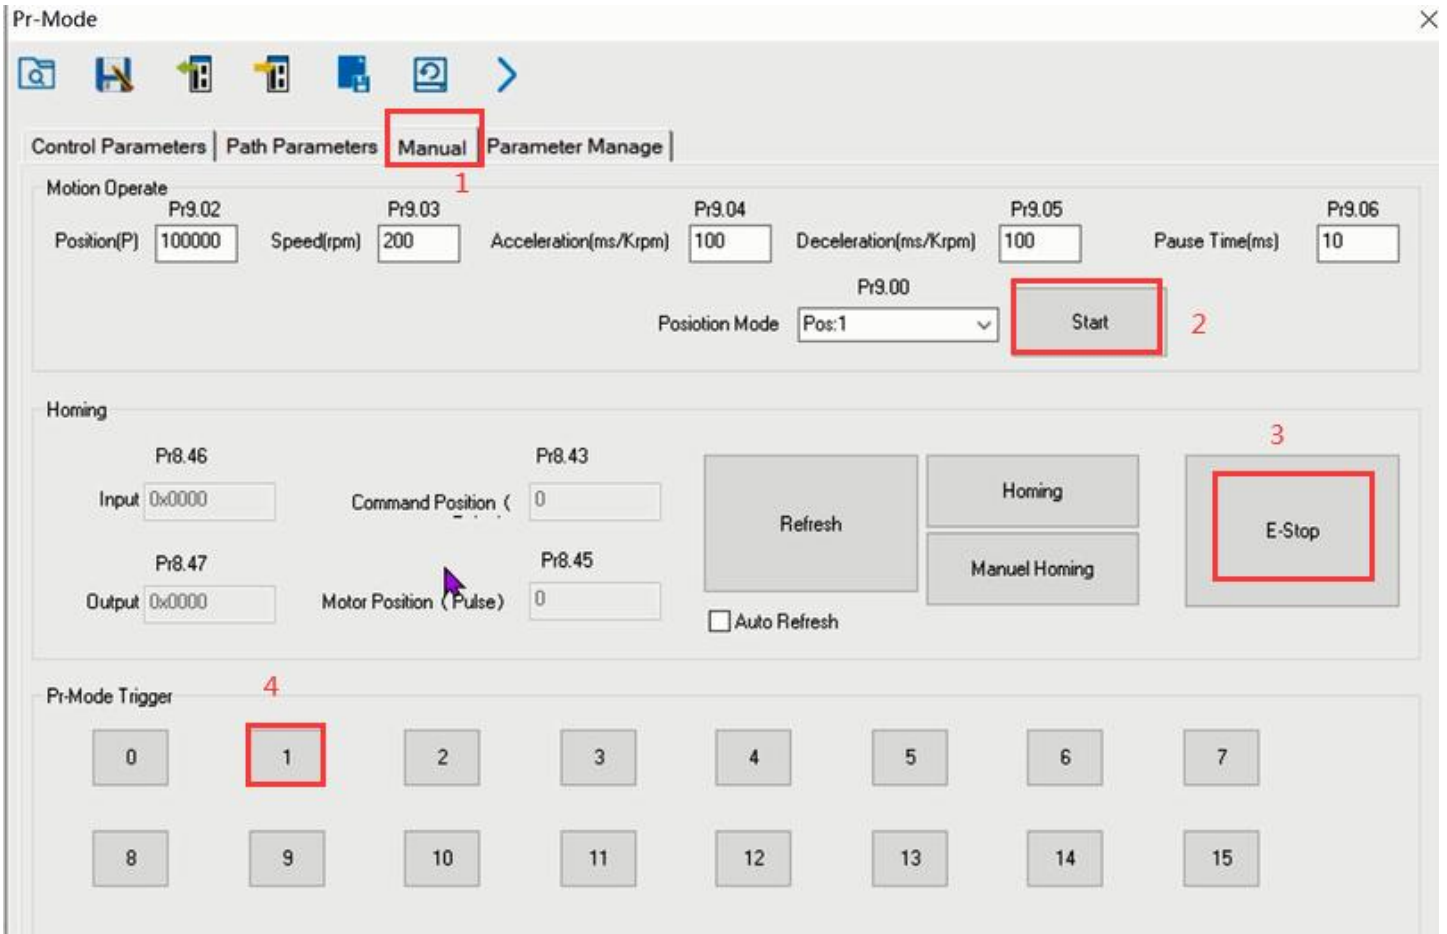 Pr-Mode
Control Parameters Path Parameters Manual Parameter Manage
1
Motion Operate
Pr9.02 Pr9.03 Pr9.04 Pr9.05 Pr9.06
Position(P) 100000 Speed(rpm) 200 Acceleration(ms/Krpm) 100 Deceleration(ms/Krpm) 100 Pause Time(ms) 10
Pr9.00
Posiotion Mode Pos:1 Start 2
Homing
3
Pr8.46 Pr8.43
Input 0x0000 Command Position ( 0 Refresh Homing E-Stop
Pr8.47 Pr8.45 Manuel Homing
Output 0x0000 Motor Position (Pulse) 0
Auto Refresh
4
Pr-Mode Trigger
0 1 2 3 4 5 6 7
8 9 10 11 12 13 14 15